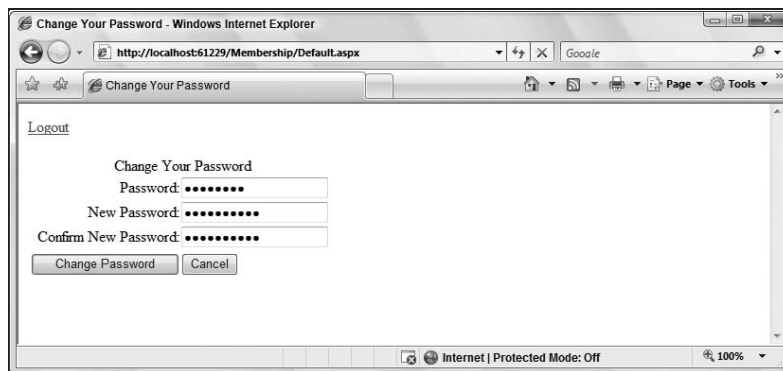 Change Your Password - Windows Internet Explorer
http://localhost:61229/Membership/Default.aspx
Google
Change Your Password
Page
Tools
»
Logout
Change Your Password
Password:
New Password:
Confirm New Password:
Change Password
Cancel
Internet | Protected Mode: Off
100%